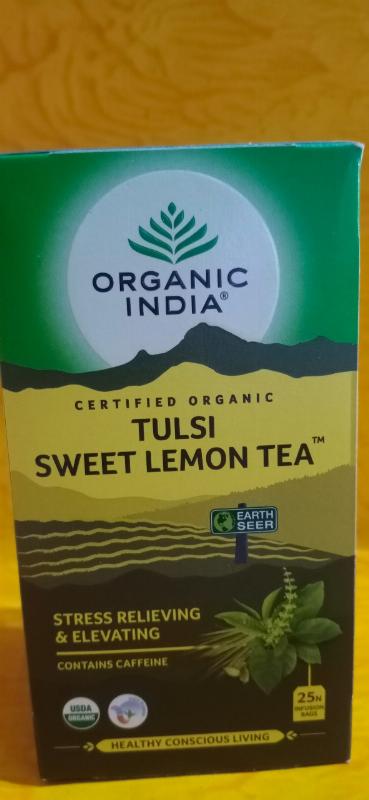 ORGANIC
INDIA®
CERTIFIED ORGANIC
TULSI
SWEET LEMON TEA™
EARTH
SEER
STRESS RELIEVING
& ELEVATING
CONTAINS CAFFEINE
25N
INFUSION
BAGS
USDA
ORGANIC
HEALTHY CONSCIOUS LIVING